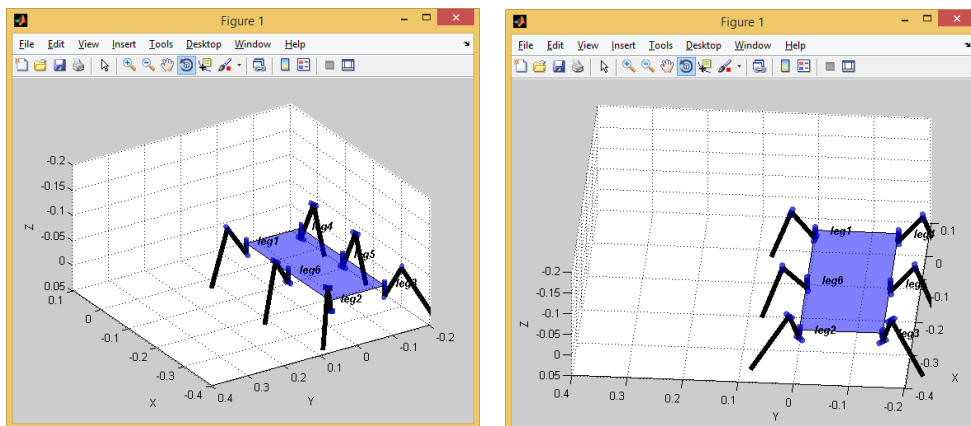 Figure 1
File Edit View Insert Tools Desktop Window Help
-0.2
-0.15
-0.1
-0.05
0
0.05
Z
0.1
0
-0.1
-0.2
-0.3
-0.4
X
0.4
0.3
0.2
0.1
0
-0.1
-0.2
Y
leg1
leg4
leg5
leg6
leg3
leg2
Figure 1
File Edit View Insert Tools Desktop Window Help
-0.2
-0.15
-0.1
-0.05
0
0.05
Z
0.4
0.3
0.2
0.1
0
-0.1
-0.2
Y
0.1
0
-0.1
-0.2
-0.3
-0.4
X
leg1
leg6
leg2
leg3